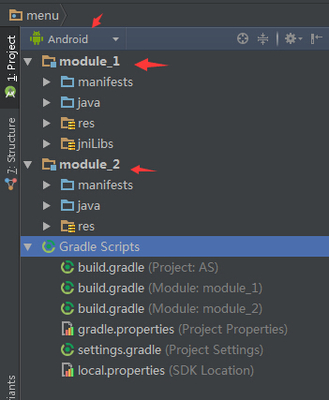 menu
Android
1: Project
module_1
manifests
java
res
jniLibs
7: Structure
module_2
manifests
java
res
Gradle Scripts
build.gradle (Project: AS)
build.gradle (Module: module_1)
build.gradle (Module: module_2)
gradle.properties (Project Properties)
settings.gradle (Project Settings)
local.properties (SDK Location)
iants